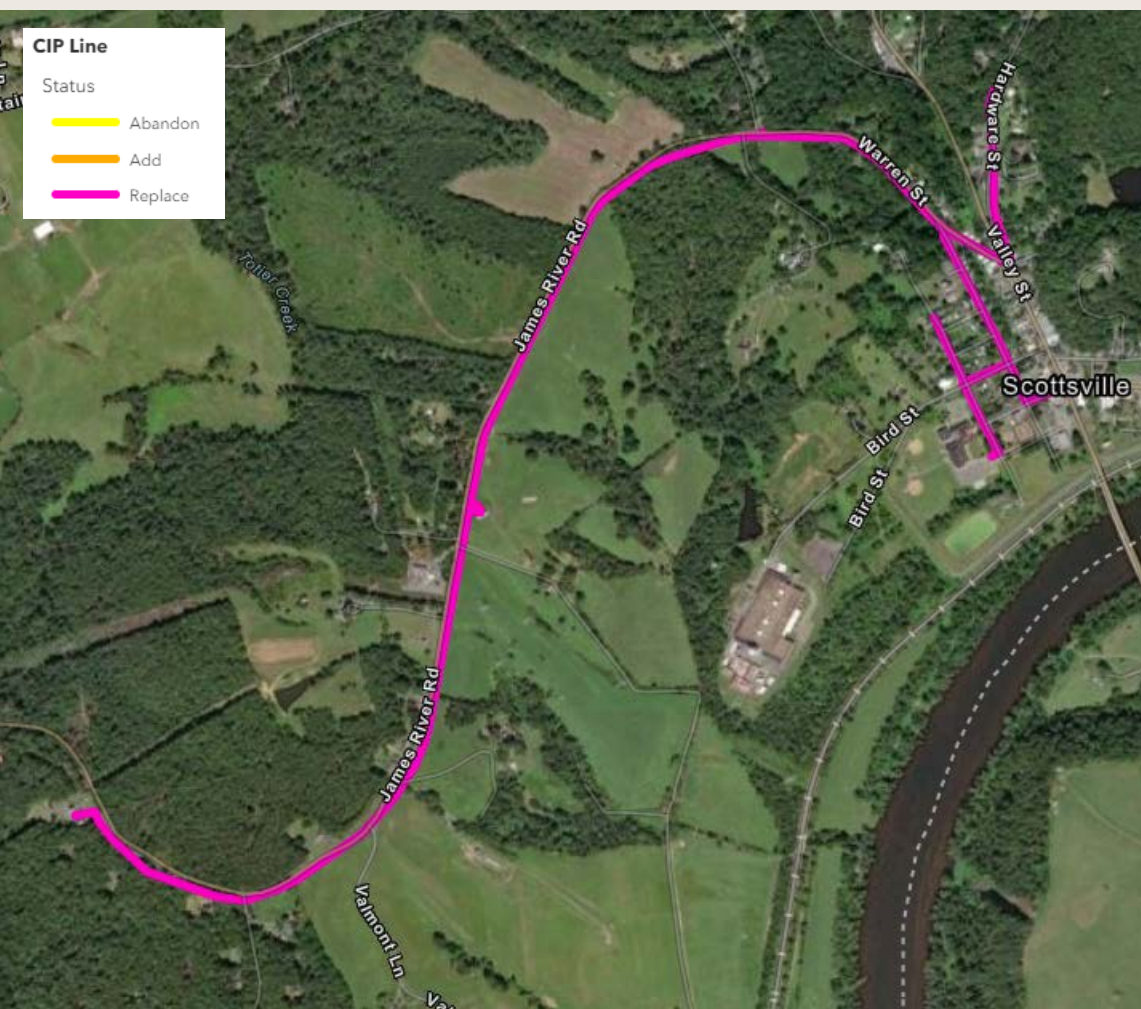 CIP Line
Status
Abandon
Add
Replace
Hardware St
Warren St
Valley St
James River Rd
Totier Creek
Scottsville
Bird St
Bird St
James River Rd
Valmont Ln